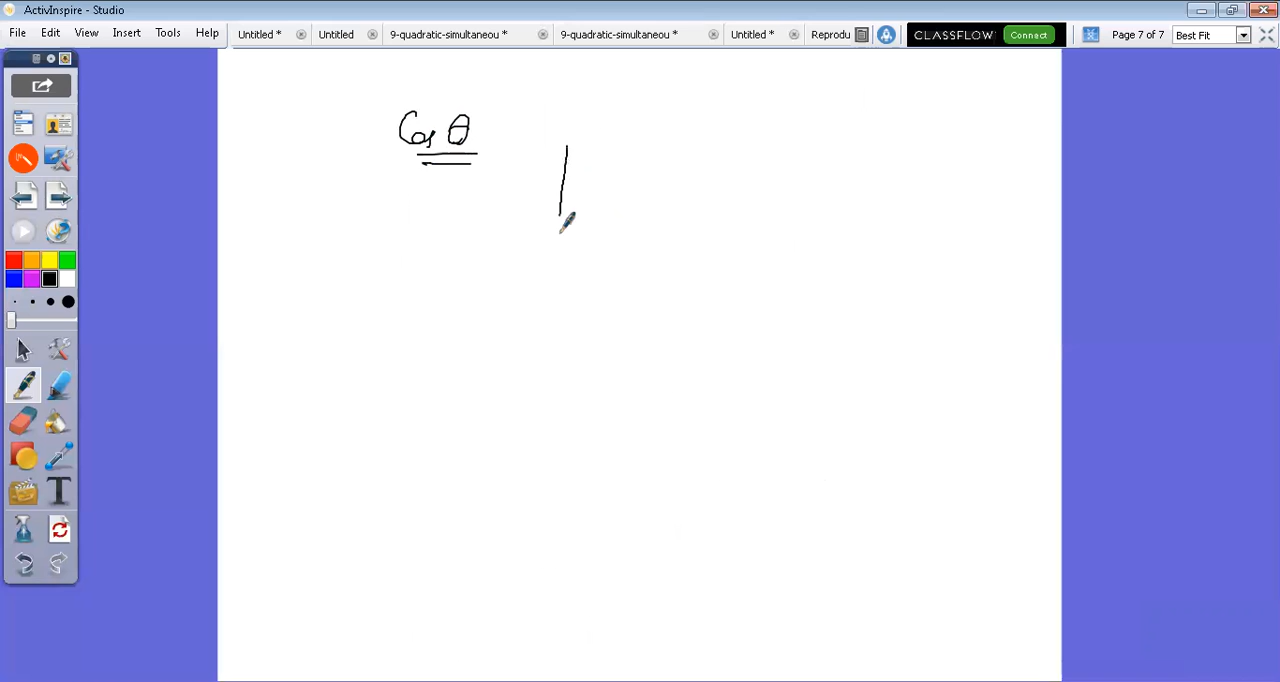 ActivInspire - Studio
File Edit View Insert Tools Help
Untitled * Untitled 9-quadratic-simultaneou * 9-quadratic-simultaneou * Untitled * Reprodu CLASSFLOW Connect Page 7 of 7 Best Fit
Cos θ
T